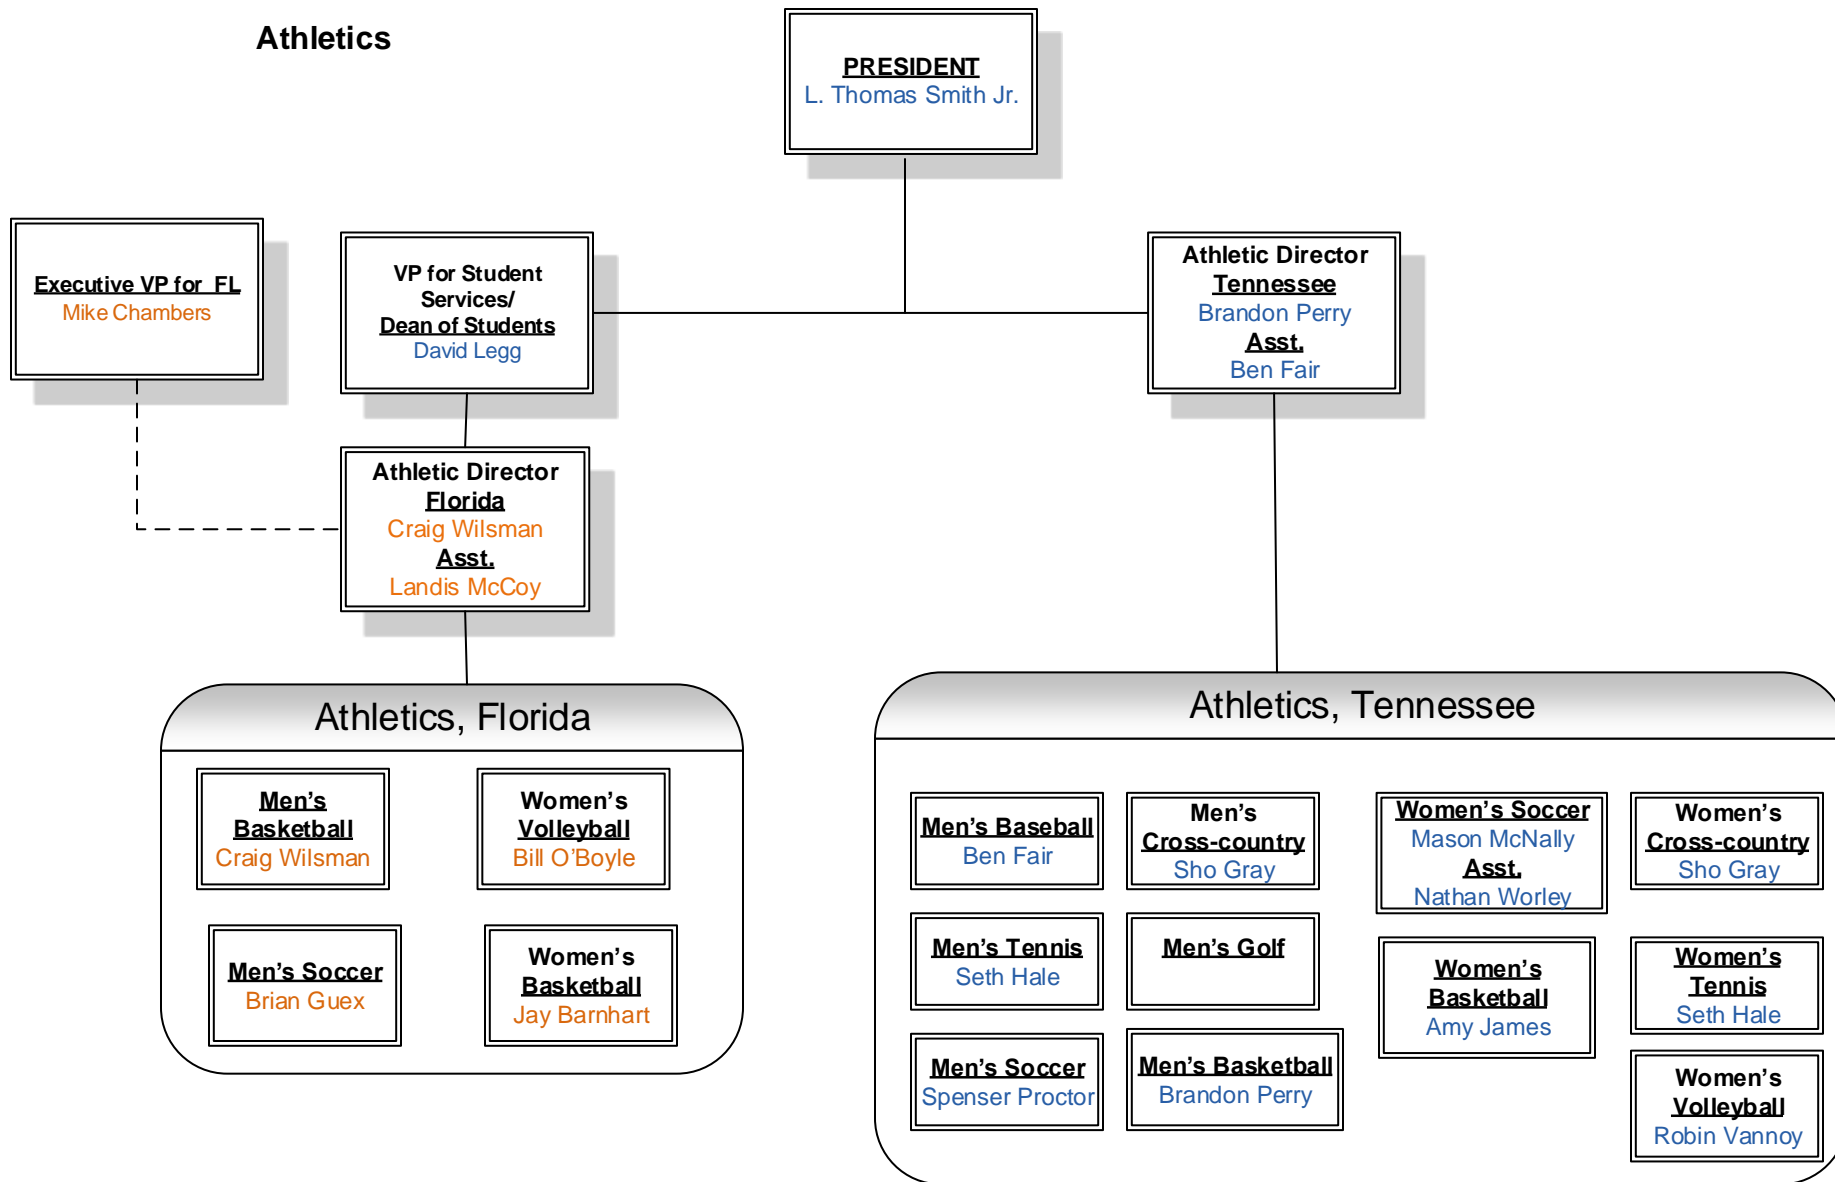 Athletics
PRESIDENT
L. Thomas Smith Jr.
Executive VP for FL
Mike Chambers
VP for Student
Services/
Dean of Students
David Legg
Athletic Director
Tennessee
Brandon Perry
Asst.
Ben Fair
Athletic Director
Florida
Craig Wilsman
Asst.
Landis McCoy
Athletics, Florida
Men’s
Basketball
Craig Wilsman
Women’s
Volleyball
Bill O’Boyle
Men’s Soccer
Brian Guex
Women’s
Basketball
Jay Barnhart
Athletics, Tennessee
Men’s Baseball
Ben Fair
Men’s
Cross-country
Sho Gray
Women’s Soccer
Mason McNally
Asst.
Nathan Worley
Women’s
Cross-country
Sho Gray
Men’s Tennis
Seth Hale
Men’s Golf
Women’s
Basketball
Amy James
Women’s
Tennis
Seth Hale
Men’s Soccer
Spenser Proctor
Men’s Basketball
Brandon Perry
Women’s
Volleyball
Robin Vannoy